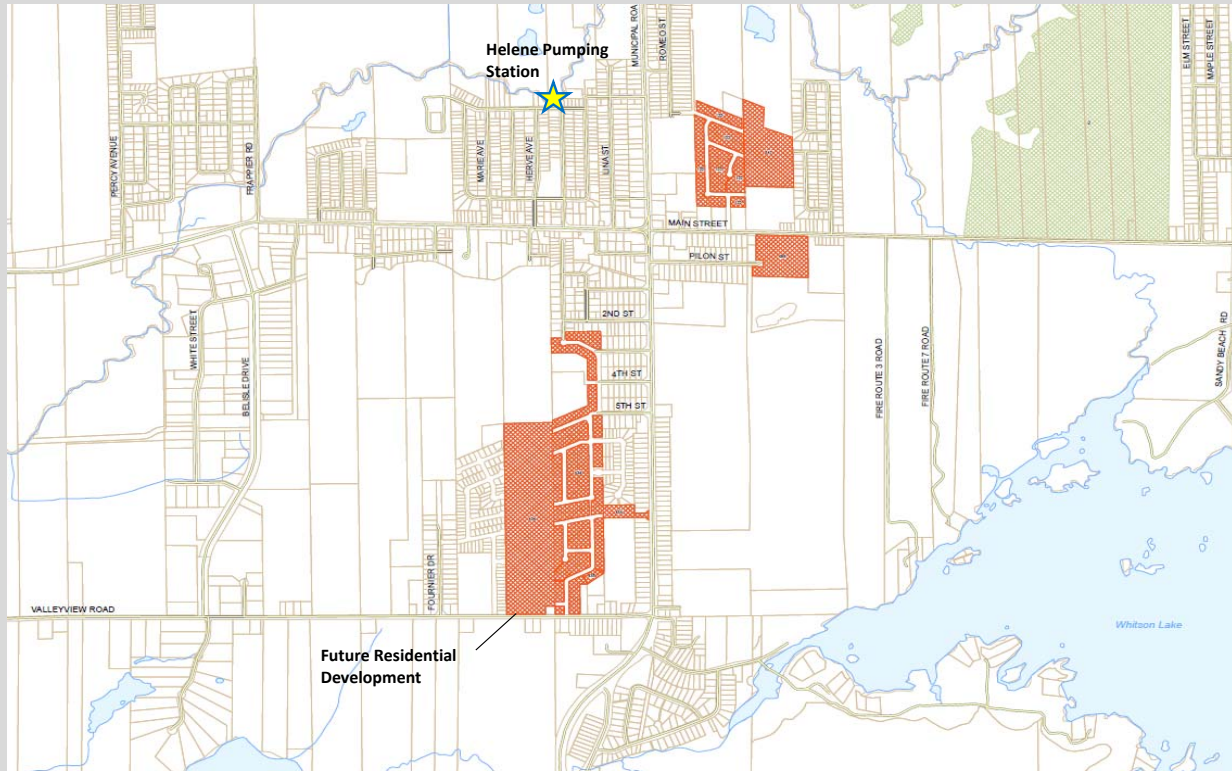 Helene Pumping
Station
MUNICIPAL ROA
ROMEO ST
ELM STREET
MAPLE STREET
PERCY AVENUE
FRAPPIER RD
MARIE AVE
HERVE AVE
LINA ST
MAIN STREET
PILON ST
2ND ST
4TH ST
5TH ST
WHITE STREET
BELISLE DRIVE
FIRE ROUTE 3 ROAD
FIRE ROUTE 7 ROAD
SANDY BEACH RD
FOURNIER DR
VALLEYVIEW ROAD
Whitson Lake
Future Residential
Development